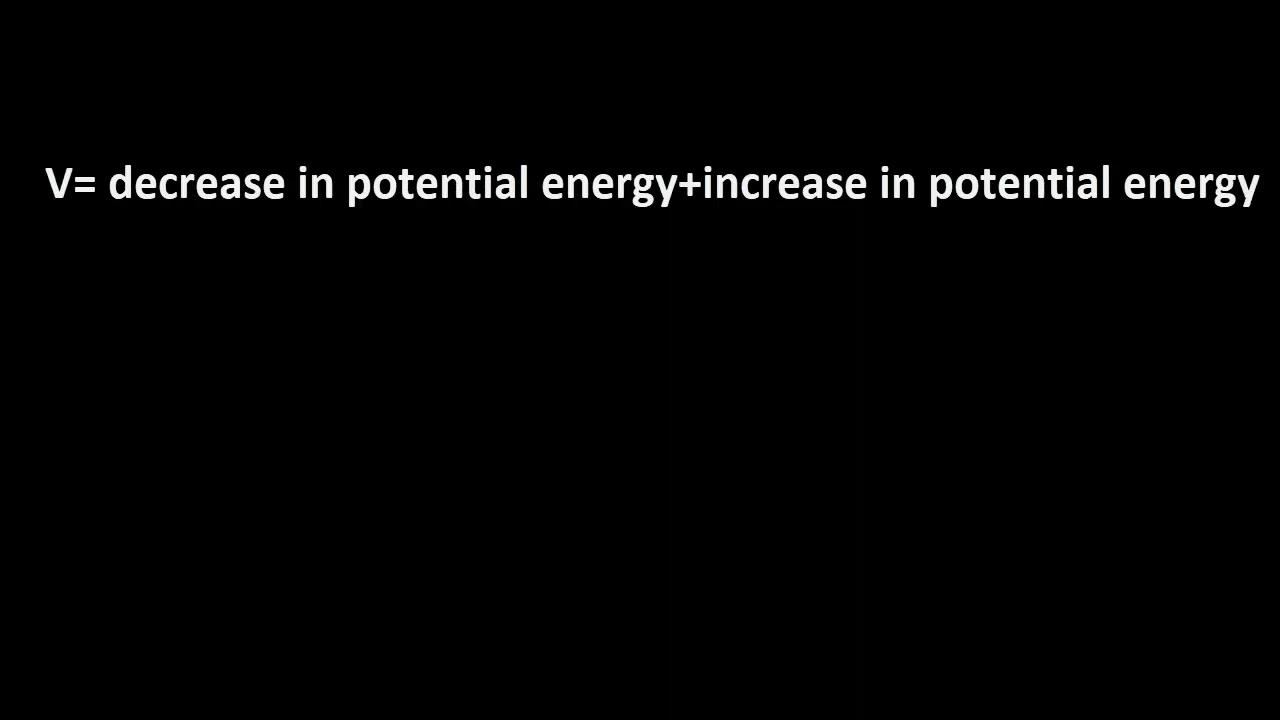 V= decrease in potential energy+increase in potential energy